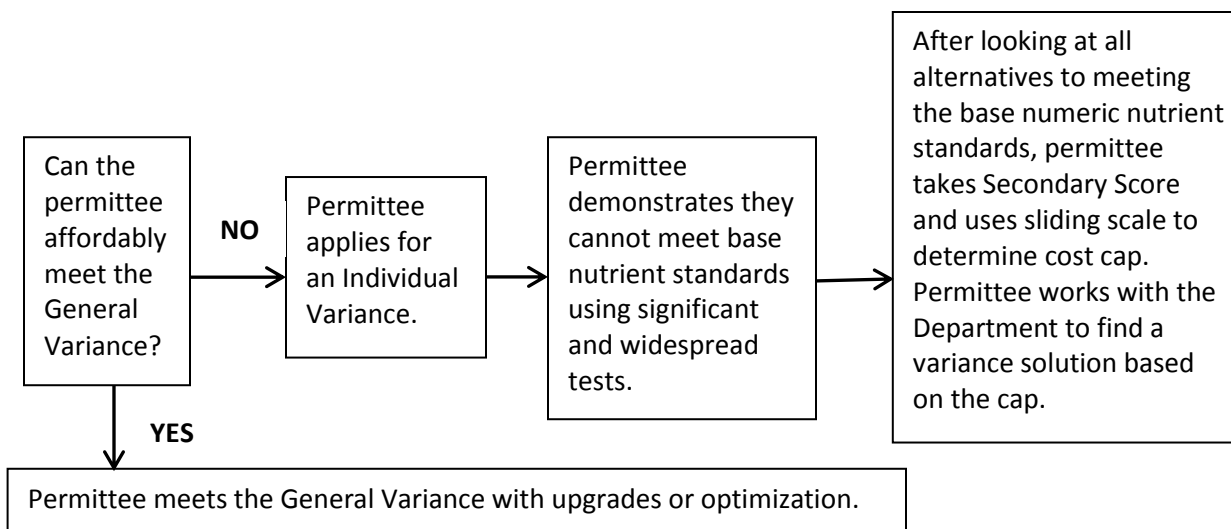 Can the
permittee
affordably
meet the
General
Variance?
NO
Permittee
applies for
an Individual
Variance.
Permittee
demonstrates they
cannot meet base
nutrient standards
using significant
and widespread
tests.
After looking at all
alternatives to meeting
the base numeric nutrient
standards, permittee
takes Secondary Score
and uses sliding scale to
determine cost cap.
Permittee works with the
Department to find a
variance solution based
on the cap.
YES
Permittee meets the General Variance with upgrades or optimization.